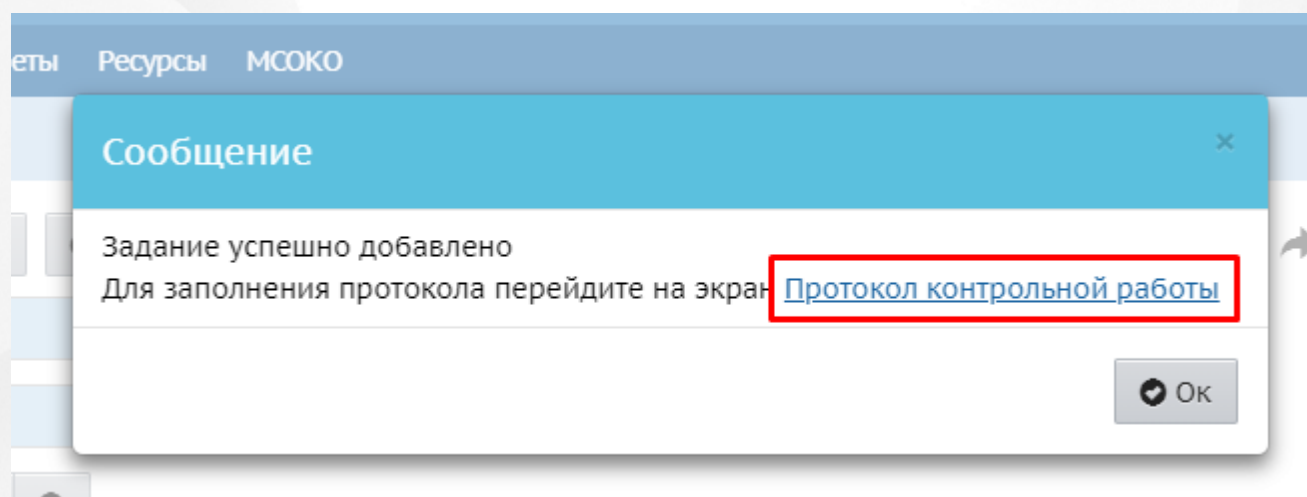 еты Ресурсы МСОКО
Сообщение
Задание успешно добавлено
Для заполнения протокола перейдите на экран Протокол контрольной работы
Ок